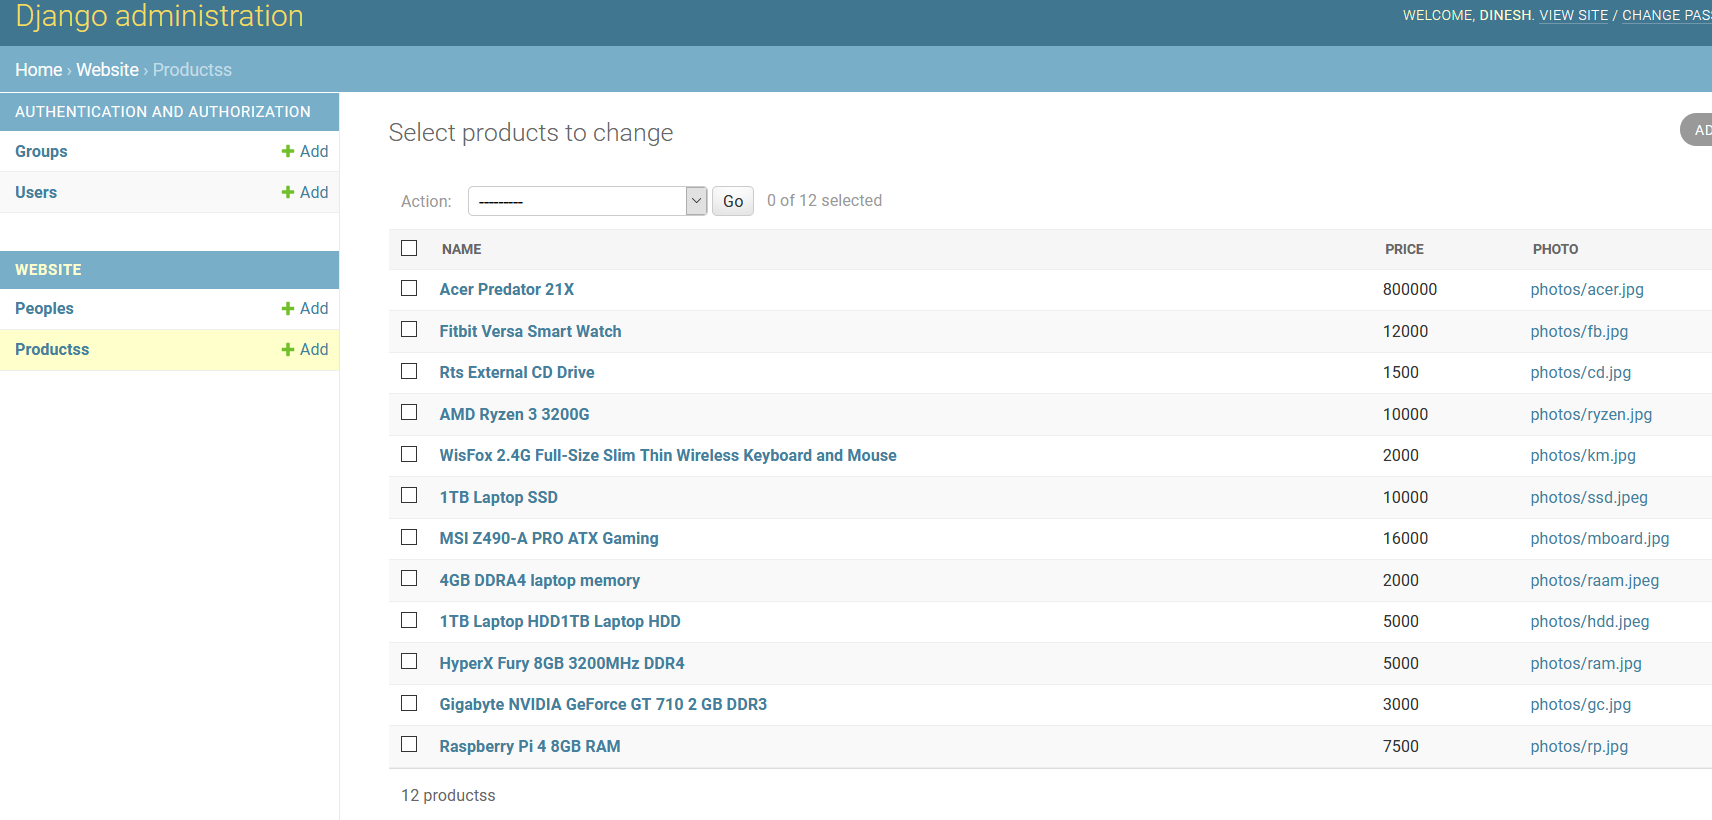 Django administration
WELCOME, DINESH. VIEW SITE / CHANGE PASS
Home › Website › Productss
AUTHENTICATION AND AUTHORIZATION
Groups + Add
Users + Add
WEBSITE
Peoples + Add
Productss + Add
Select products to change
AD
Action: --------- Go 0 of 12 selected
NAME PRICE PHOTO
Acer Predator 21X 800000 photos/acer.jpg
Fitbit Versa Smart Watch 12000 photos/fb.jpg
Rts External CD Drive 1500 photos/cd.jpg
AMD Ryzen 3 3200G 10000 photos/ryzen.jpg
WisFox 2.4G Full-Size Slim Thin Wireless Keyboard and Mouse 2000 photos/km.jpg
1TB Laptop SSD 10000 photos/ssd.jpeg
MSI Z490-A PRO ATX Gaming 16000 photos/mboard.jpg
4GB DDRA4 laptop memory 2000 photos/raam.jpeg
1TB Laptop HDD1TB Laptop HDD 5000 photos/hdd.jpeg
HyperX Fury 8GB 3200MHz DDR4 5000 photos/ram.jpg
Gigabyte NVIDIA GeForce GT 710 2 GB DDR3 3000 photos/gc.jpg
Raspberry Pi 4 8GB RAM 7500 photos/rp.jpg
12 productss